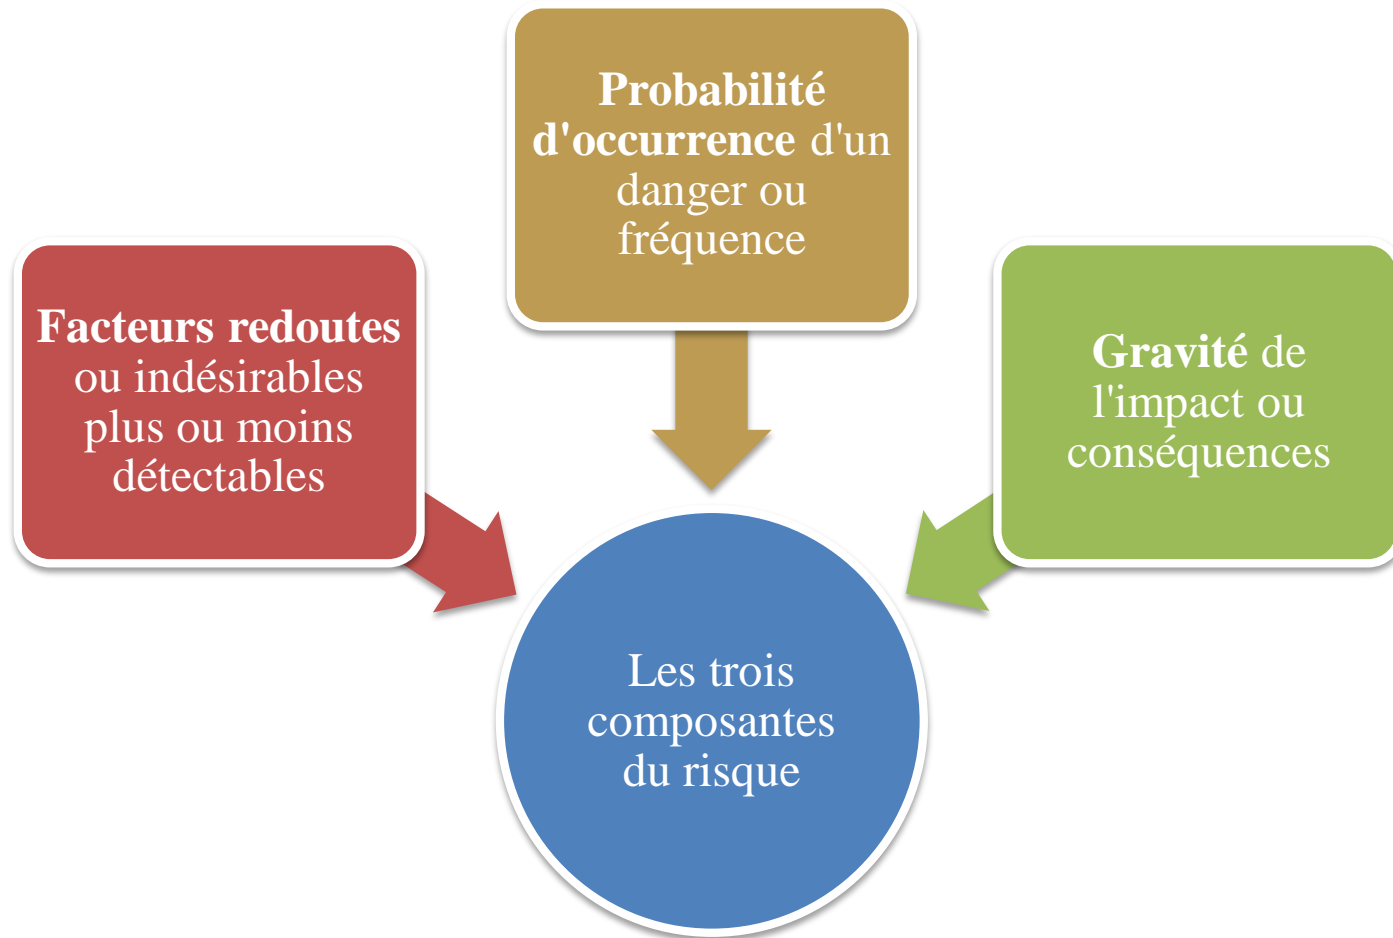 Probabilité
d'occurrence d'un
danger ou
fréquence
Facteurs redoutes
ou indésirables
plus ou moins
détectables
Gravité de
l'impact ou
conséquences
Les trois
composantes
du risque